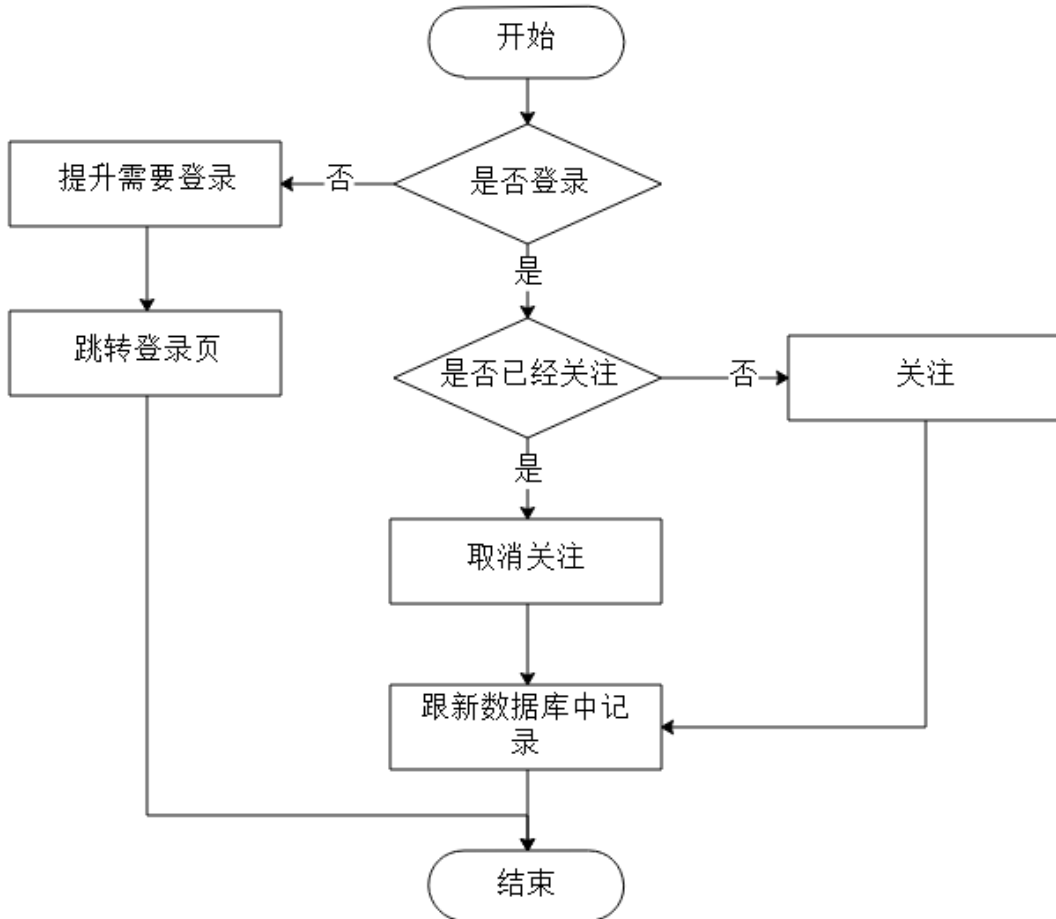 开始
是否登录
否
提升需要登录
是
跳转登录页
是否已经关注
否
关注
是
取消关注
跟新数据库中记
录
结束